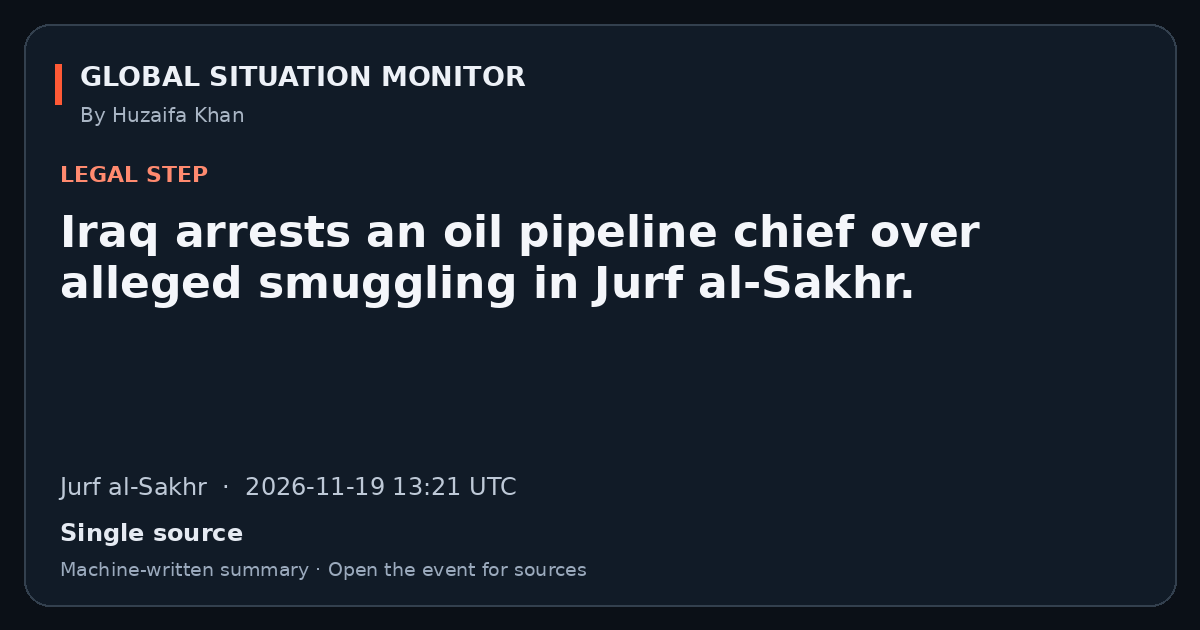 GLOBAL SITUATION MONITOR
By Huzaifa Khan
LEGAL STEP
Iraq arrests an oil pipeline chief over
alleged smuggling in Jurf al-Sakhr.
Jurf al-Sakhr · 2026-11-19 13:21 UTC
Single source
Machine-written summary · Open the event for sources